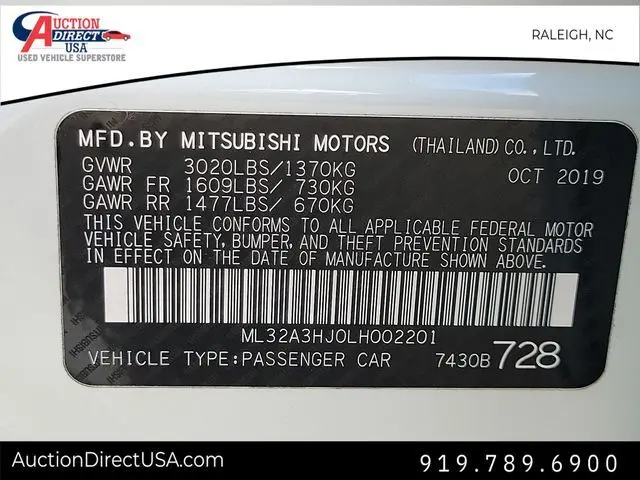 AUCTION
DIRECT
USA
USED VEHICLE SUPERSTORE
RALEIGH, NC
MFD.BY MITSUBISHI MOTORS (THAILAND) CO.,LTD.
GVWR 3020LBS/1370KG OCT 2019
GAWR FR 1609LBS/ 730KG
GAWR RR 1477LBS/ 670KG
THIS VEHICLE CONFORMS TO ALL APPLICABLE FEDERAL MOTOR
VEHICLE SAFETY, BUMPER, AND THEFT PREVENTION STANDARDS
IN EFFECT ON THE DATE OF MANUFACTURE SHOWN ABOVE.
ML32A3HJ0LH002201
VEHICLE TYPE:PASSENGER CAR 7430B 728
AuctionDirectUSA.com 919.789.6900